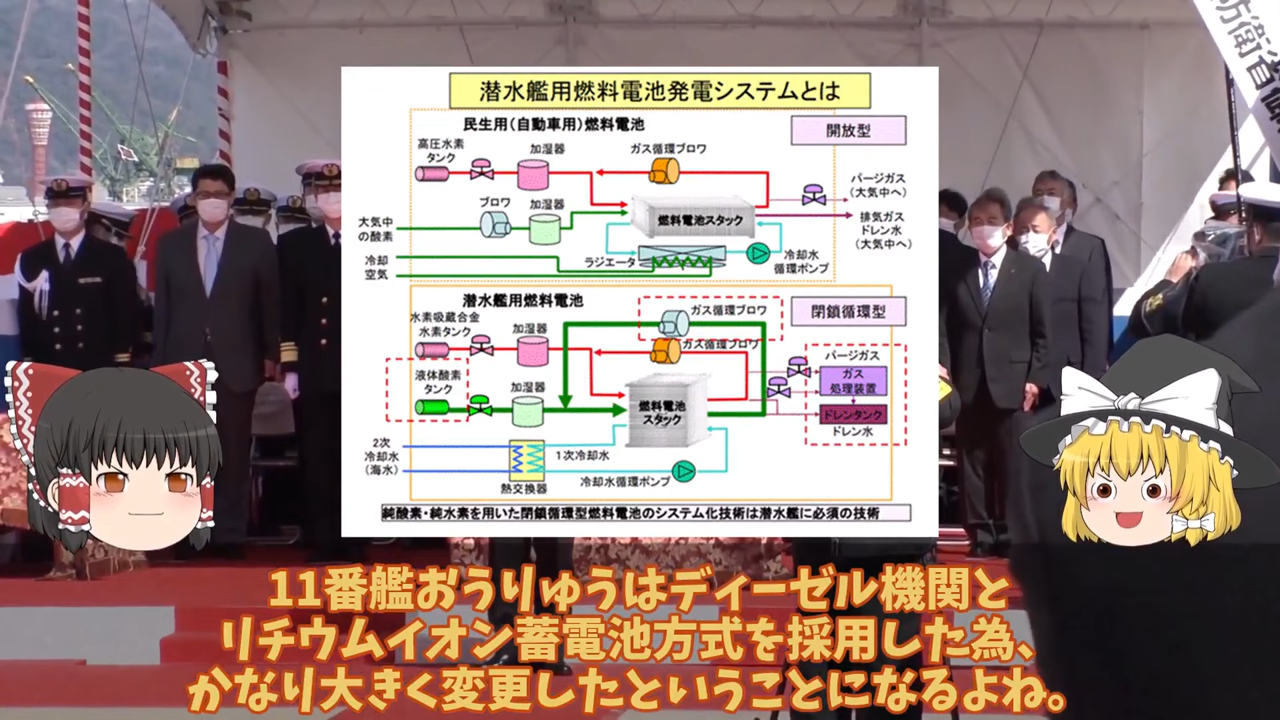 防衛省
潜水艦用燃料電池発電システムとは
民生用(自動車用)燃料電池
開放型
高圧水素
タンク
加湿器
ガス循環ブロワ
パージガス
(大気中へ)
ブロワ
加湿器
燃料電池スタック
大気中
の酸素
排気ガス
ドレン水
(大気中へ)
冷却
空気
ラジエータ
冷却水
循環ポンプ
潜水艦用燃料電池
閉鎖循環型
水素吸蔵合金
水素タンク
加湿器
ガス循環ブロワ
ガス循環ブロワ
パージガス
液体酸素
タンク
加湿器
燃料電池
スタック
ガス
処理装置
ドレンタンク
ドレン水
2次
冷却水
(海水)
1次冷却水
熱交換器
冷却水循環ポンプ
純酸素・純水素を用いた閉鎖循環型燃料電池のシステム化技術は潜水艦に必須の技術
11番艦おうりゅうはディーゼル機関と
リチウムイオン蓄電池方式を採用した為、
かなり大きく変更したということになるよね。